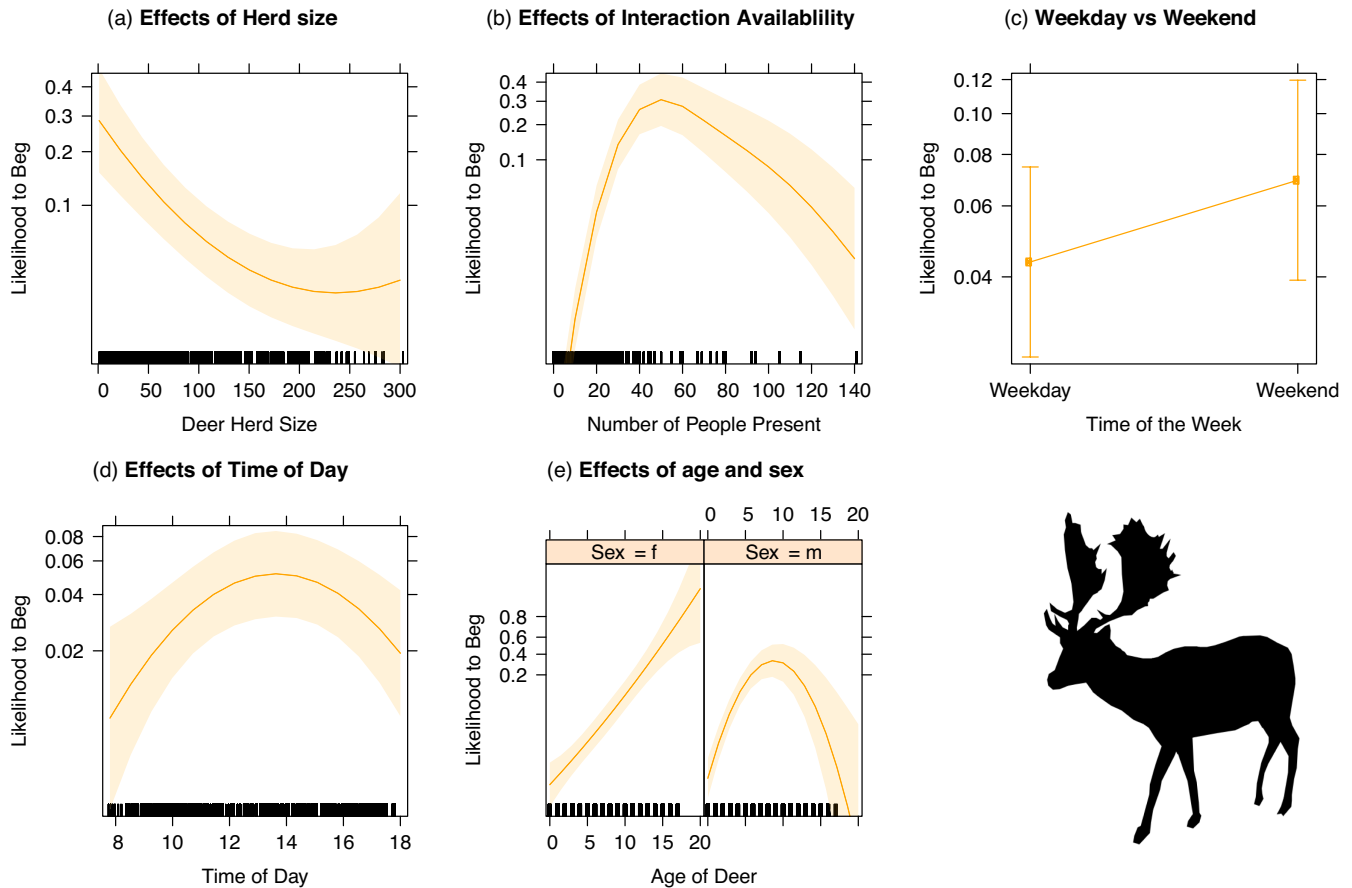 (a) Effects of Herd size
Likelihood to Beg
0.4
0.3
0.2
0.1
0 50 100 150 200 250 300
Deer Herd Size
(b) Effects of Interaction Availablility
Likelihood to Beg
0.4
0.3
0.2
0.1
0 20 40 60 80 100 120 140
Number of People Present
(c) Weekday vs Weekend
Likelihood to Beg
0.12
0.10
0.08
0.06
0.04
Weekday Weekend
Time of the Week
(d) Effects of Time of Day
Likelihood to Beg
0.08
0.06
0.04
0.02
8 10 12 14 16 18
Time of Day
(e) Effects of age and sex
0 5 10 15 20
Sex = f Sex = m
Likelihood to Beg
0.8
0.6
0.4
0.2
0 5 10 15 20
Age of Deer